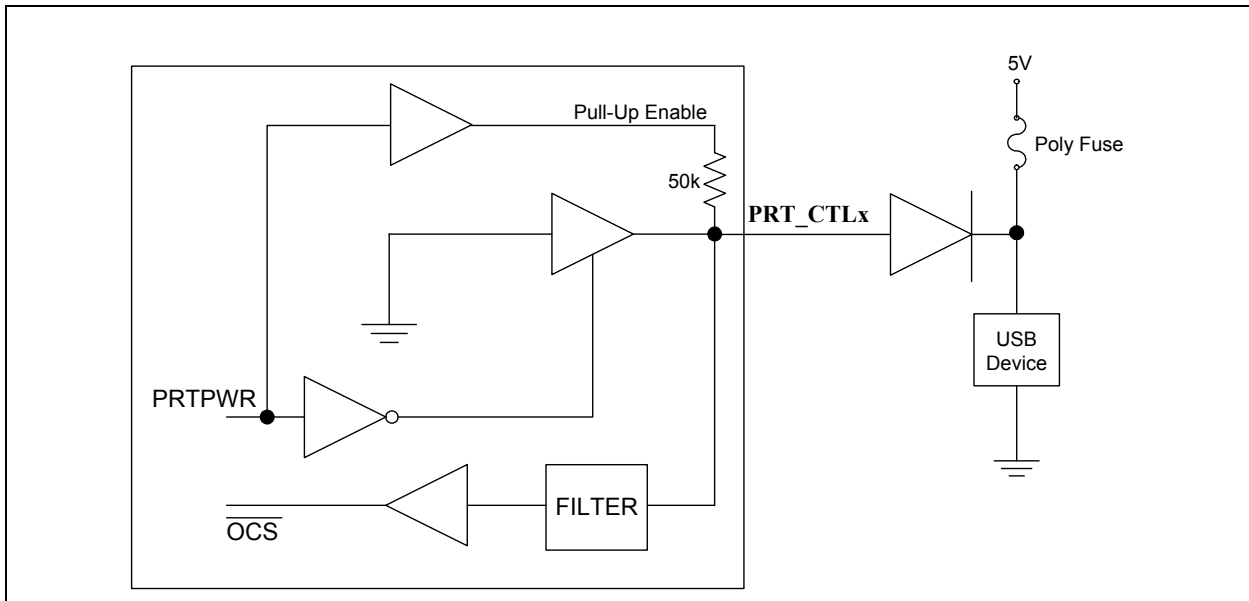 5V
Poly Fuse
Pull-Up Enable
50k
PRT_CTLx
USB
Device
PRTPWR
FILTER
OCS